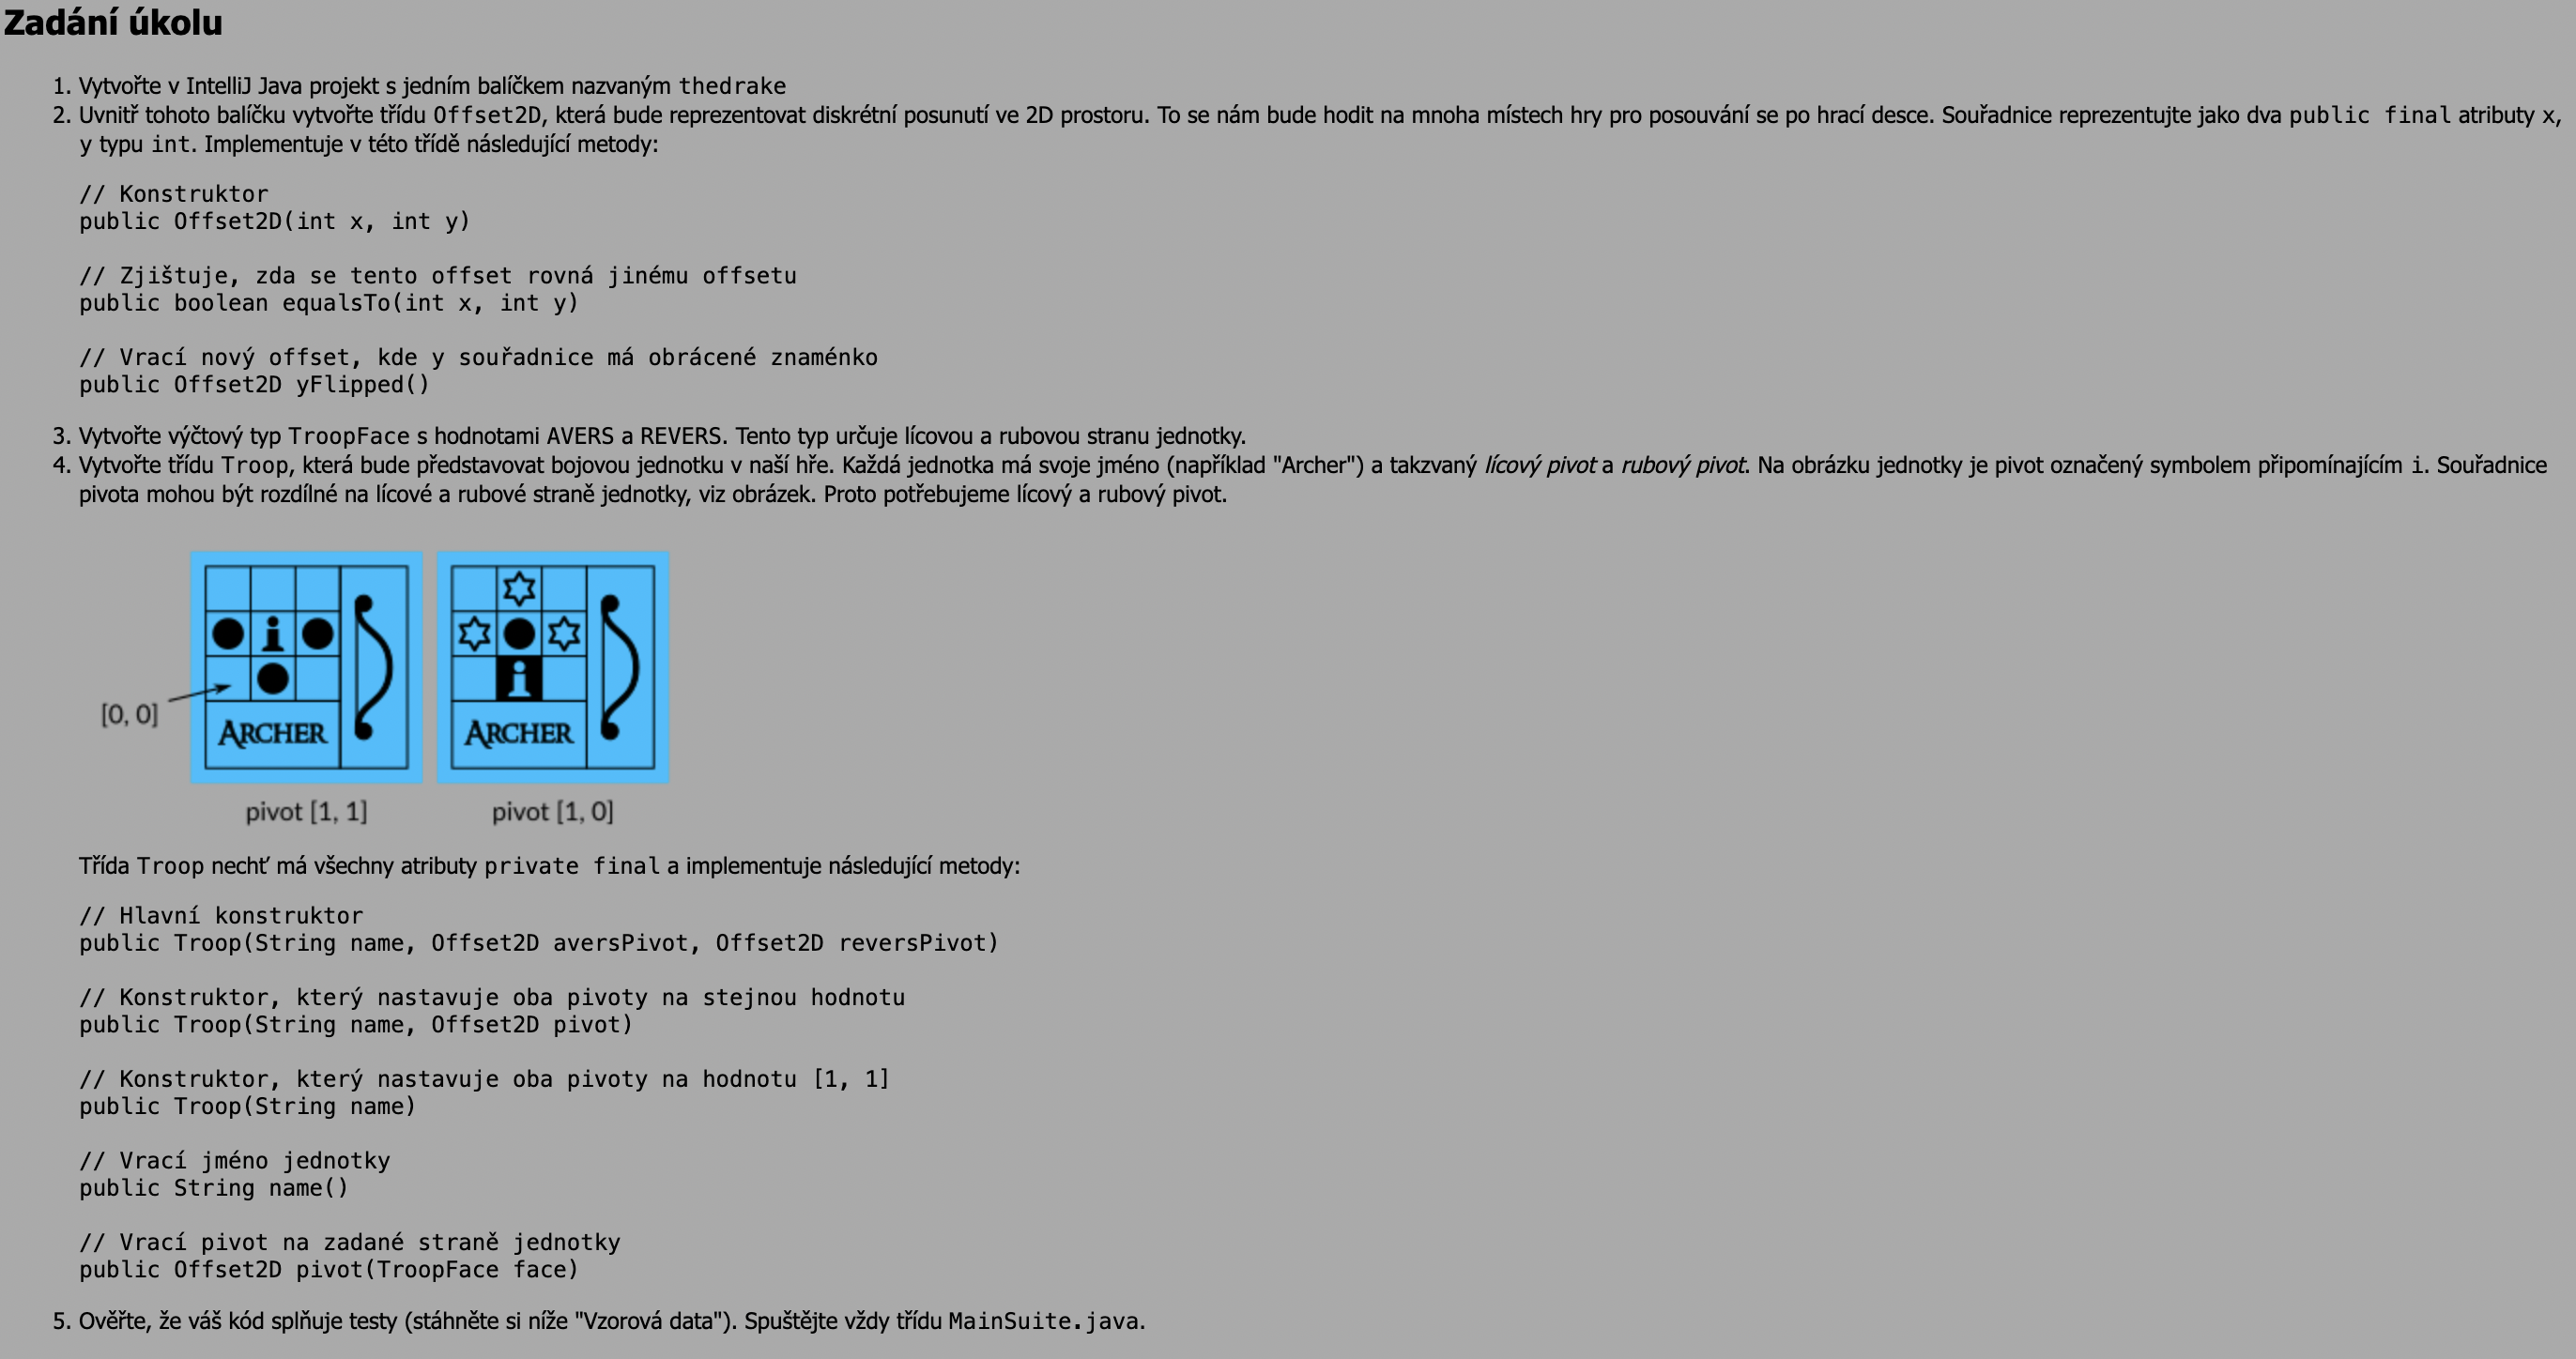 Zadání úkolu
1. Vytvořte v IntelliJ Java projekt s jedním balíčkem nazvaným thedrake
2. Uvnitř tohoto balíčku vytvořte třídu Offset2D, která bude reprezentovat diskrétní posunutí ve 2D prostoru. To se nám bude hodit na mnoha místech hry pro posouvání se po hrací desce. Souřadnice reprezentujte jako dva public final atributy x,
y typu int. Implementuje v této třídě následující metody:
// Konstruktor
public Offset2D(int x, int y)
// Zjištuje, zda se tento offset rovná jinému offsetu
public boolean equalsTo(int x, int y)
// Vrací nový offset, kde y souřadnice má obrácené znaménko
public Offset2D yFlipped()
3. Vytvořte výčtový typ TroopFace s hodnotami AVERS a REVERS. Tento typ určuje lícovou a rubovou stranu jednotky.
4. Vytvořte třídu Troop, která bude představovat bojovou jednotku v naší hře. Každá jednotka má svoje jméno (například "Archer") a takzvaný lícový pivot a rubový pivot. Na obrázku jednotky je pivot označený symbolem připomínajícím i. Souřadnice
pivota mohou být rozdílné na lícové a rubové straně jednotky, viz obrázek. Proto potřebujeme lícový a rubový pivot.
i
i
[0, 0]
ARCHER ARCHER
pivot [1, 1] pivot [1, 0]
Třída Troop nechť má všechny atributy private final a implementuje následující metody:
// Hlavní konstruktor
public Troop(String name, Offset2D aversPivot, Offset2D reversPivot)
// Konstruktor, který nastavuje oba pivoty na stejnou hodnotu
public Troop(String name, Offset2D pivot)
// Konstruktor, který nastavuje oba pivoty na hodnotu [1, 1]
public Troop(String name)
// Vrací jméno jednotky
public String name()
// Vrací pivot na zadané straně jednotky
public Offset2D pivot(TroopFace face)
5. Ověřte, že váš kód splňuje testy (stáhněte si níže "Vzorová data"). Spuštějte vždy třídu MainSuite.java.